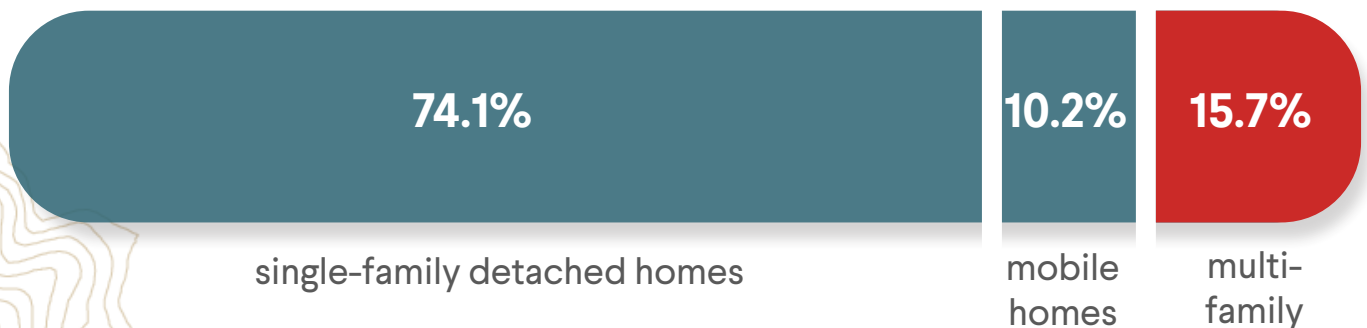 74.1%
10.2%
15.7%
single-family detached homes
mobile
homes
multi-
family